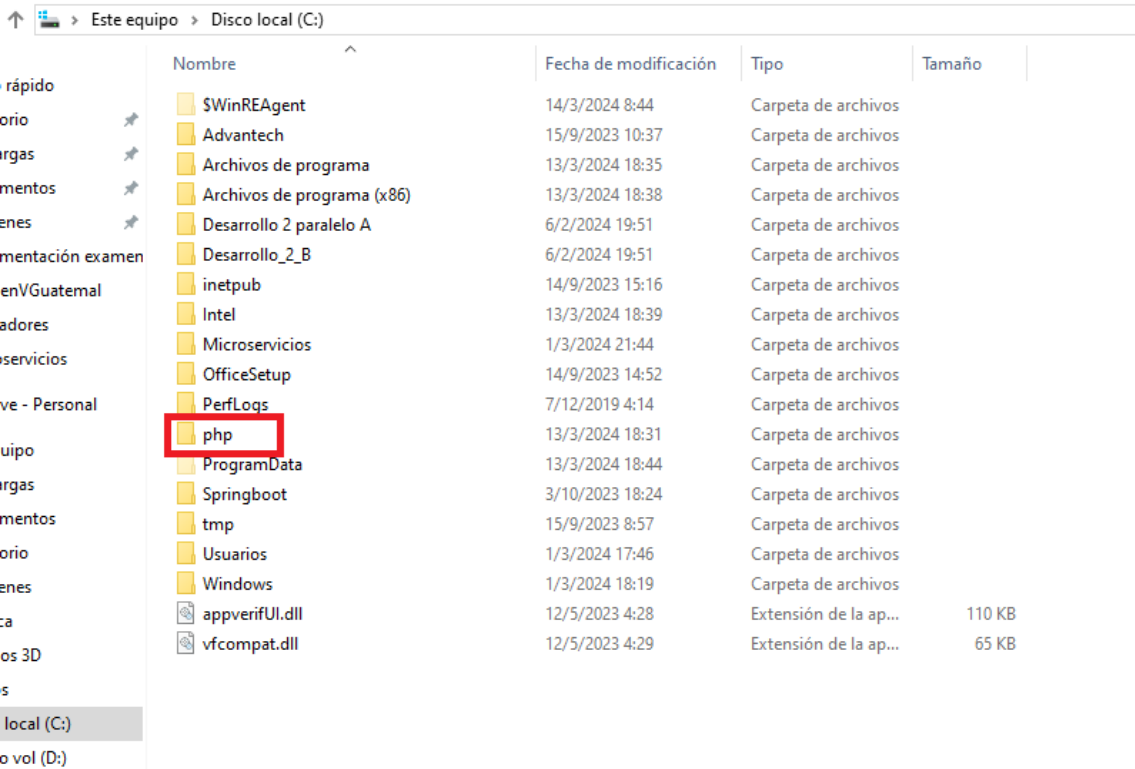 Este equipo > Disco local (C:)
Nombre Fecha de modificación Tipo Tamaño
rápido
orio
argas
mentos
enes
mentación examen
enVGuatemal
adores
oservicios
ve - Personal
uipo
argas
mentos
orio
enes
ca
os 3D
s
local (C:)
o vol (D:)
$WinREAgent 14/3/2024 8:44 Carpeta de archivos
Advantech 15/9/2023 10:37 Carpeta de archivos
Archivos de programa 13/3/2024 18:35 Carpeta de archivos
Archivos de programa (x86) 13/3/2024 18:38 Carpeta de archivos
Desarrollo 2 paralelo A 6/2/2024 19:51 Carpeta de archivos
Desarrollo_2_B 6/2/2024 19:51 Carpeta de archivos
inetpub 14/9/2023 15:16 Carpeta de archivos
Intel 13/3/2024 18:39 Carpeta de archivos
Microservicios 1/3/2024 21:44 Carpeta de archivos
OfficeSetup 14/9/2023 14:52 Carpeta de archivos
PerfLogs 7/12/2019 4:14 Carpeta de archivos
php 13/3/2024 18:31 Carpeta de archivos
ProgramData 13/3/2024 18:44 Carpeta de archivos
Springboot 3/10/2023 18:24 Carpeta de archivos
tmp 15/9/2023 8:57 Carpeta de archivos
Usuarios 1/3/2024 17:46 Carpeta de archivos
Windows 1/3/2024 18:19 Carpeta de archivos
appverifUI.dll 12/5/2023 4:28 Extensión de la ap... 110 KB
vfcompat.dll 12/5/2023 4:29 Extensión de la ap... 65 KB